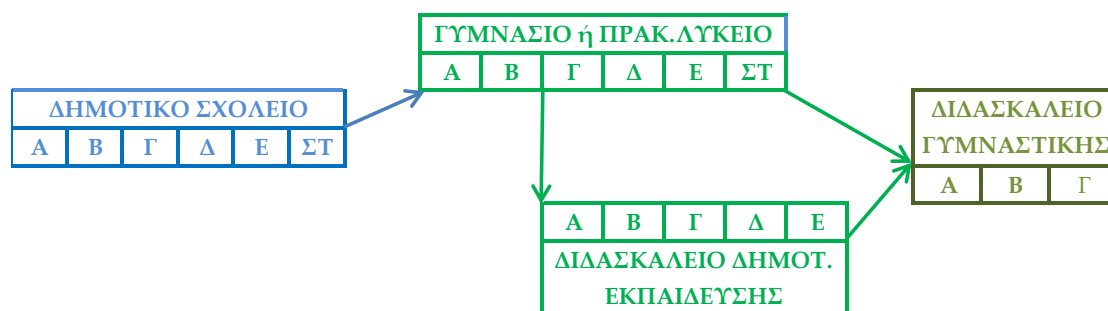 ΓΥΜΝΑΣΙΟ ή ΠΡΑΚ.ΛΥΚΕΙΟ
Α Β Γ Δ Ε ΣΤ
ΔΗΜΟΤΙΚΟ ΣΧΟΛΕΙΟ
Α Β Γ Δ Ε ΣΤ
ΔΙΔΑΣΚΑΛΕΙΟ
ΓΥΜΝΑΣΤΙΚΗΣ
Α Β Γ
Α Β Γ Δ Ε
ΔΙΔΑΣΚΑΛΕΙΟ ΔΗΜΟΤ.
ΕΚΠΑΙΔΕΥΣΗΣ